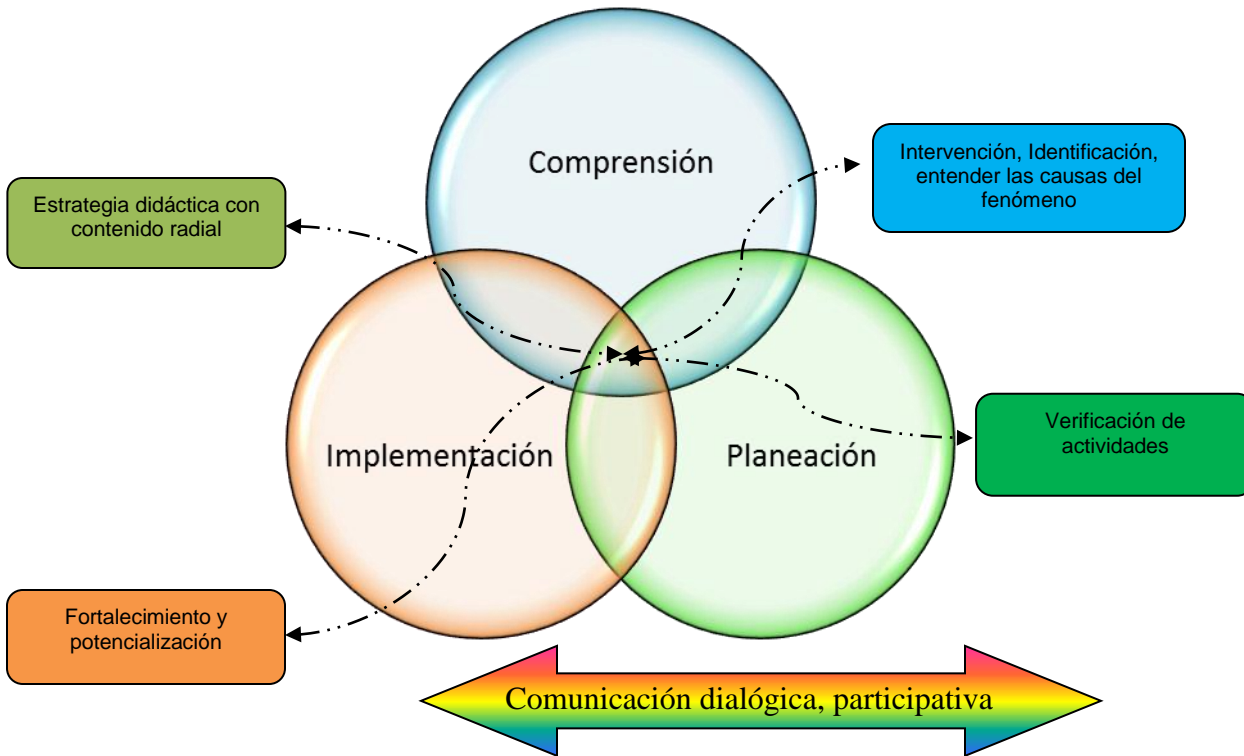 Comprensión
Intervención, Identificación,
entender las causas del
fenómeno
Estrategia didáctica con
contenido radial
Implementación
Planeación
Verificación de
actividades
Fortalecimiento y
potencialización
Comunicación dialógica, participativa